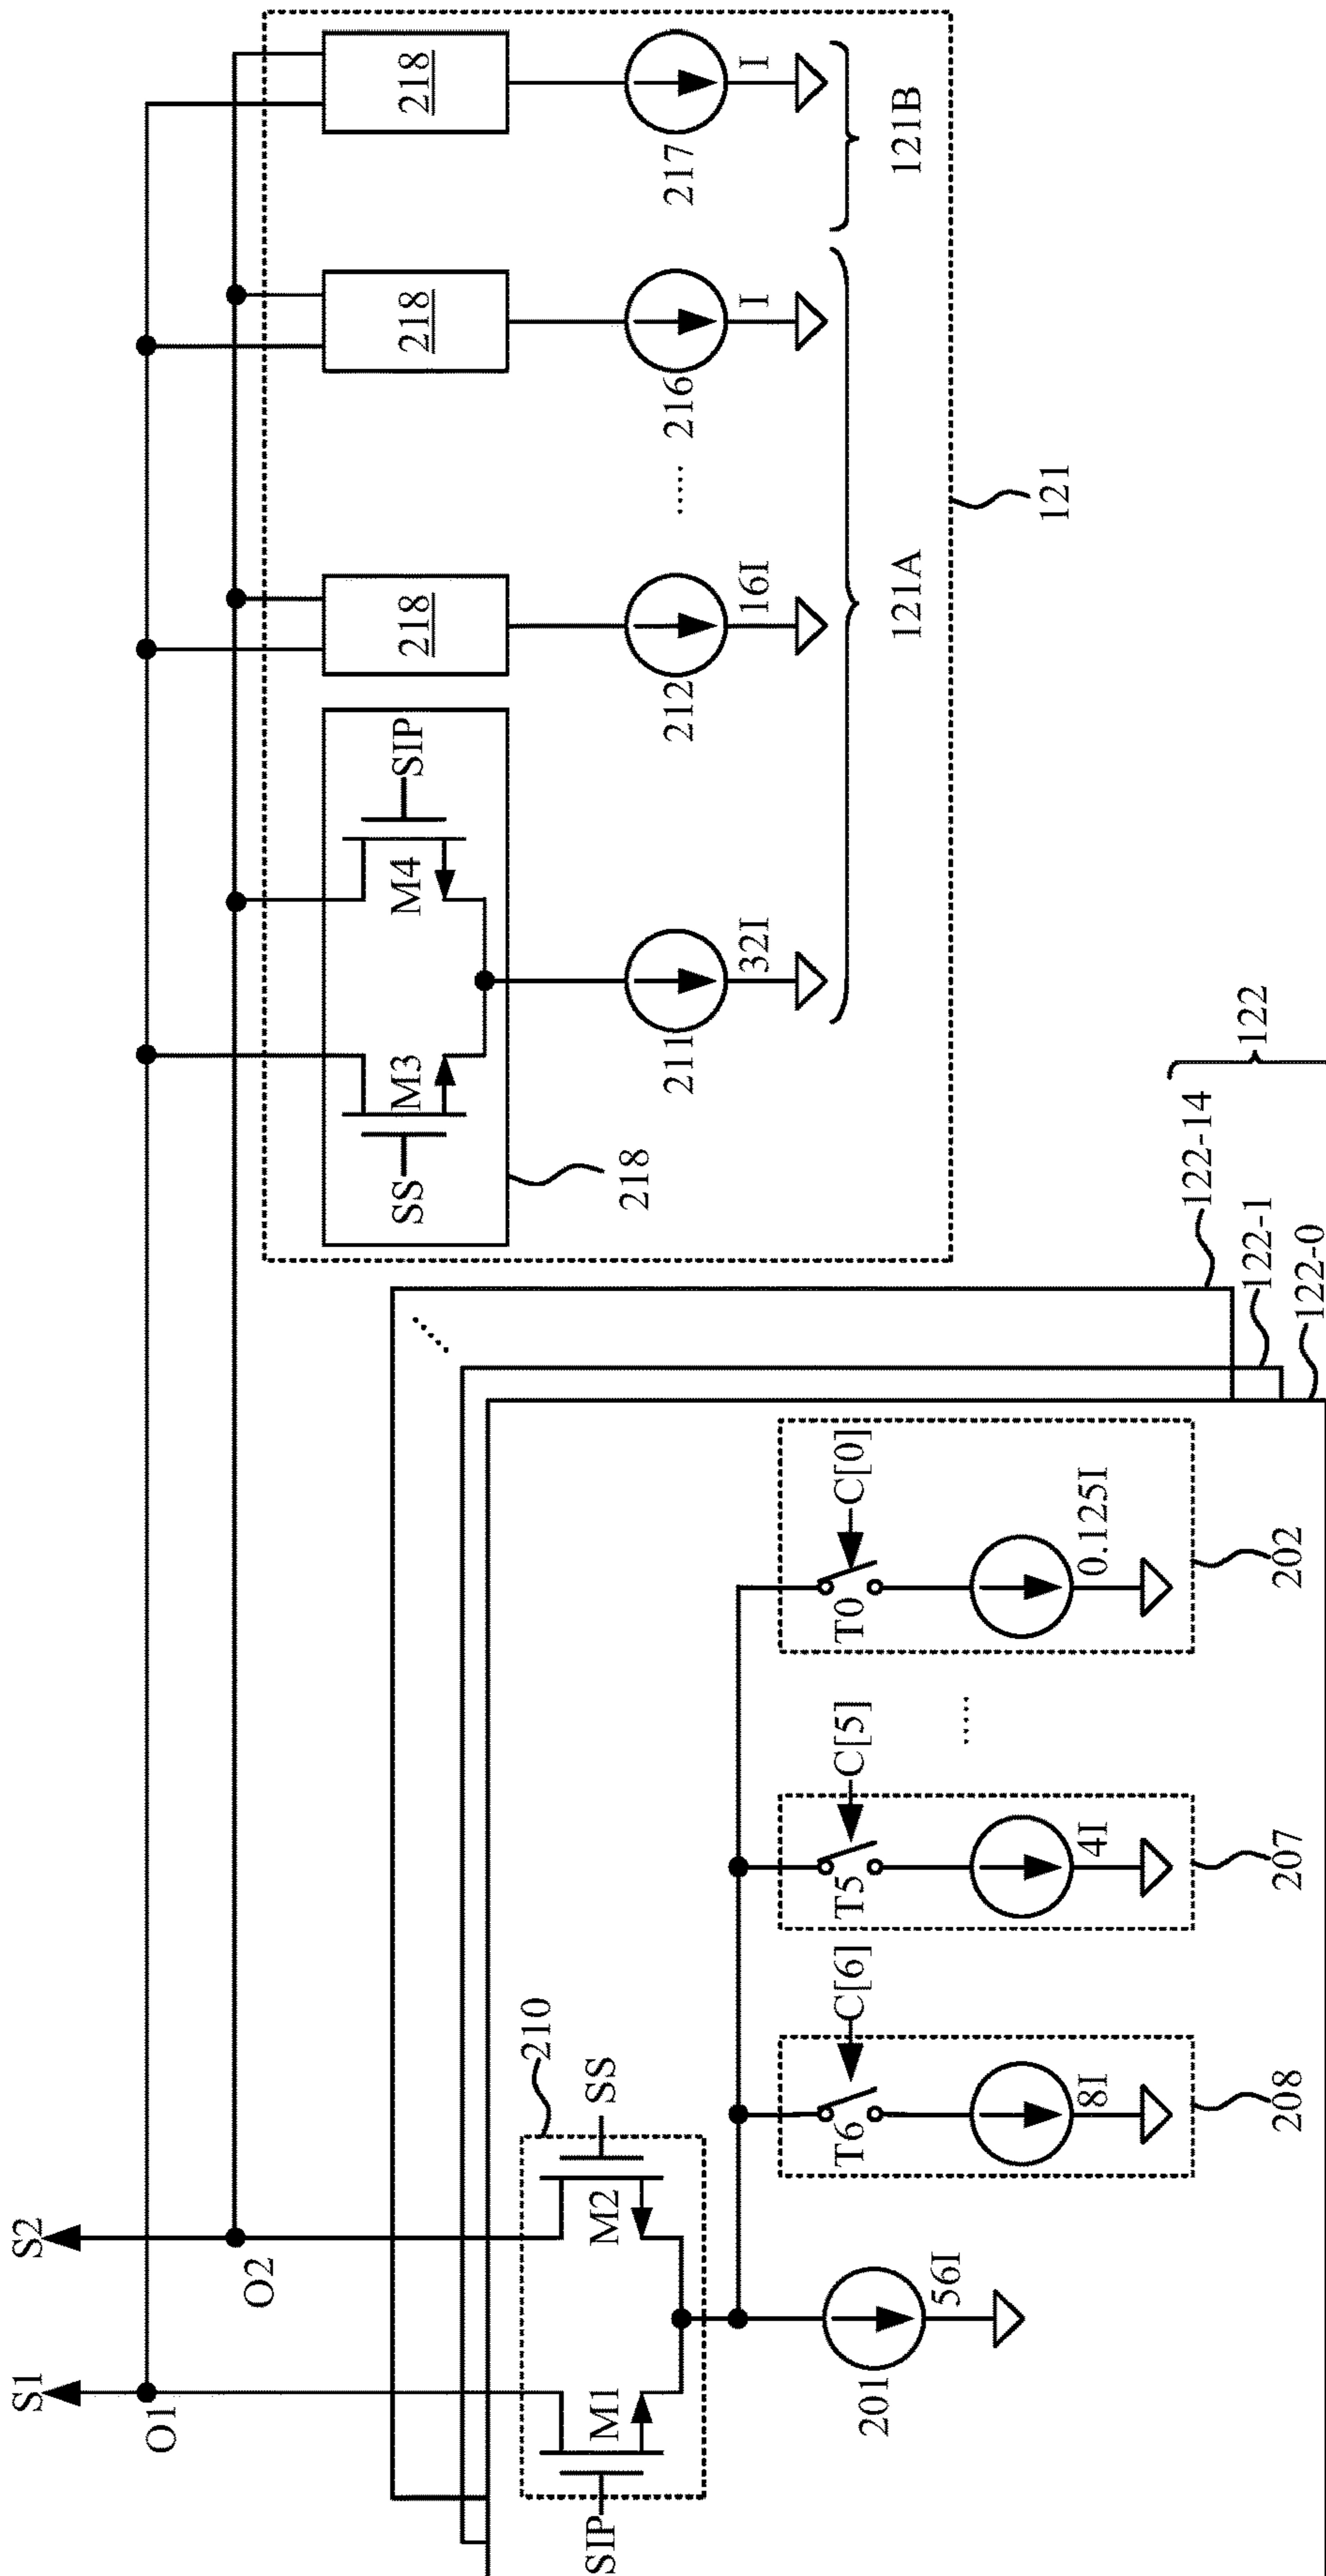 S1
S2
O1
O2
SIP
M1
M2
SS
210
201
56I
T6
C[6]
8I
208
T5
C[5]
4I
207
.....
T0
C[0]
0.125I
202
.....
122-0
122-1
122-14
122
SS
M3
M4
SIP
218
211
32I
218
212
16I
.....
218
216
I
218
217
I
121A
121B
121